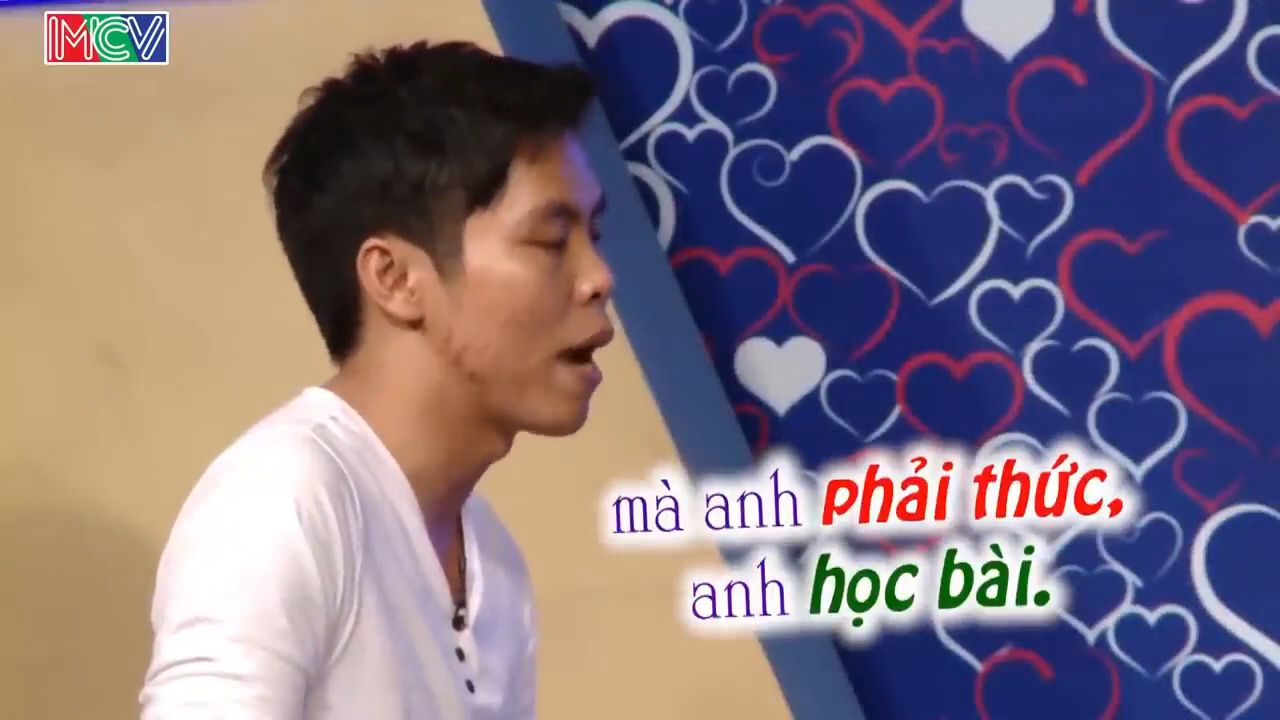 MCV
mà anh phải thức,
anh học bài.